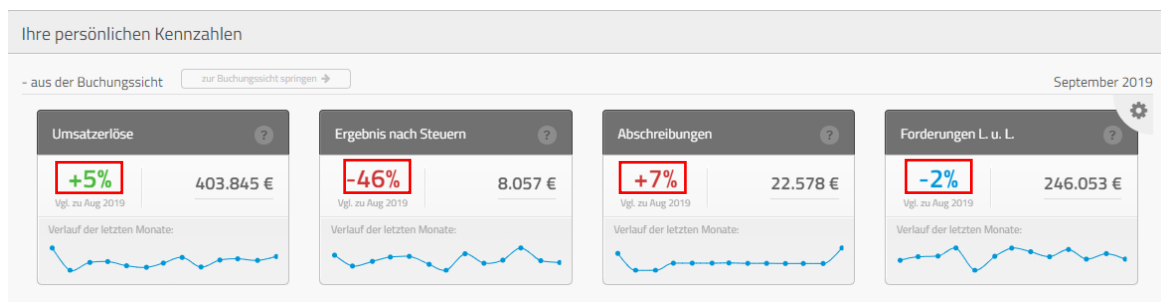 Ihre persönlichen Kennzahlen
- aus der Buchungssicht
zur Buchungssicht springen →
September 2019
Umsatzerlöse ?
+5%
403.845 €
Vgl. zu Aug 2019
Verlauf der letzten Monate:
Ergebnis nach Steuern ?
-46%
8.057 €
Vgl. zu Aug 2019
Verlauf der letzten Monate:
Abschreibungen ?
+7%
22.578 €
Vgl. zu Aug 2019
Verlauf der letzten Monate:
Forderungen L. u. L. ?
-2%
246.053 €
Vgl. zu Aug 2019
Verlauf der letzten Monate: